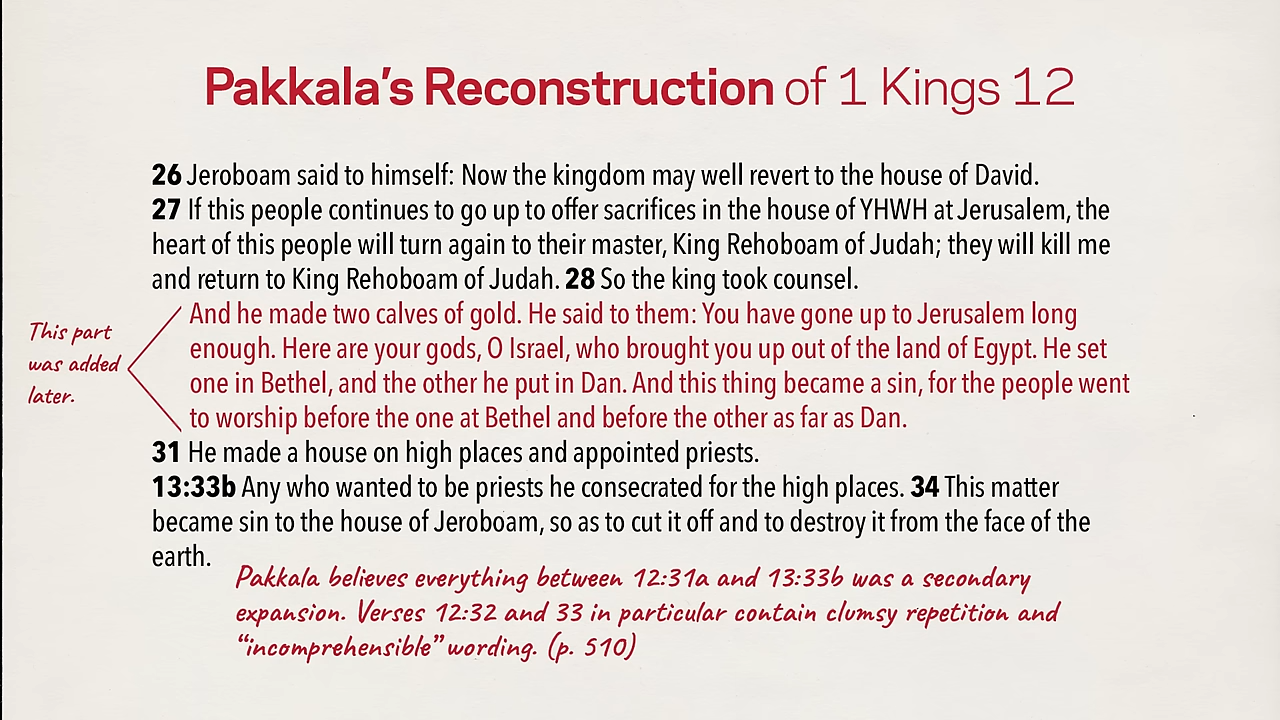 Pakkala's Reconstruction of 1 Kings 12
26 Jeroboam said to himself: Now the kingdom may well revert to the house of David.
27 If this people continues to go up to offer sacrifices in the house of YHWH at Jerusalem, the
heart of this people will turn again to their master, King Rehoboam of Judah; they will kill me
and return to King Rehoboam of Judah. 28 So the king took counsel.
And he made two calves of gold. He said to them: You have gone up to Jerusalem long
enough. Here are your gods, O Israel, who brought you up out of the land of Egypt. He set
one in Bethel, and the other he put in Dan. And this thing became a sin, for the people went
to worship before the one at Bethel and before the other as far as Dan.
This part
was added
later.
31 He made a house on high places and appointed priests.
13:33b Any who wanted to be priests he consecrated for the high places. 34 This matter
became sin to the house of Jeroboam, so as to cut it off and to destroy it from the face of the
earth.
Pakkala believes everything between 12:31a and 13:33b was a secondary
expansion. Verses 12:32 and 33 in particular contain clumsy repetition and
“incomprehensible” wording. (p. 510)